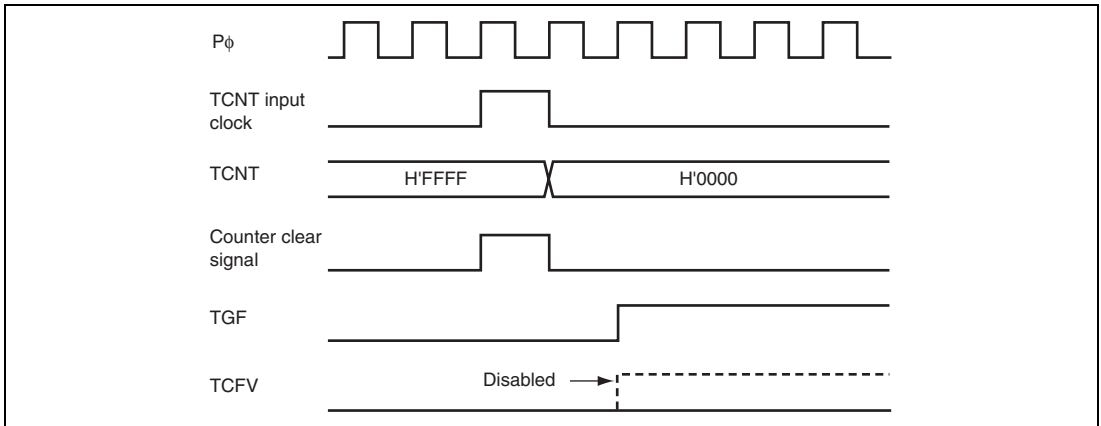 Pϕ
TCNT input
clock
TCNT
H'FFFF
H'0000
Counter clear
signal
TGF
TCFV
Disabled